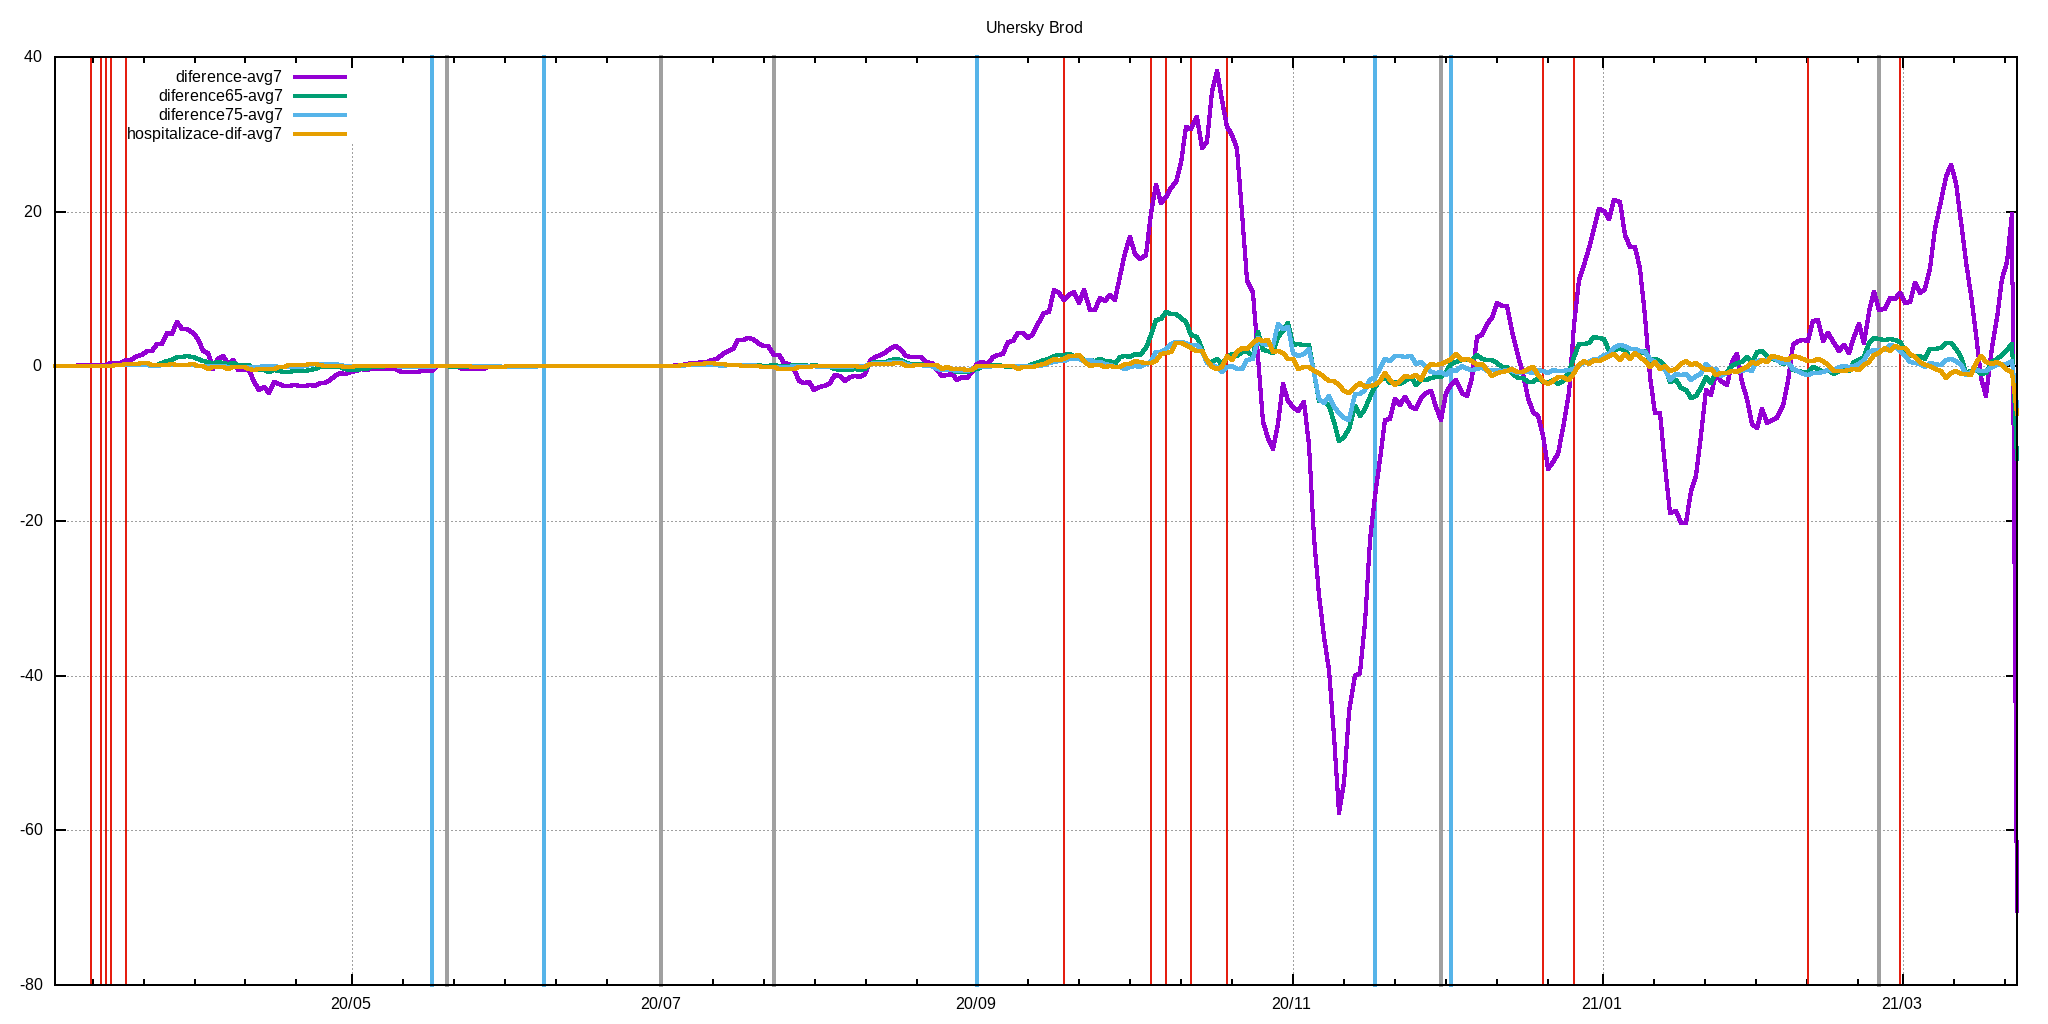 Uhersky Brod
diference-avg7
diference65-avg7
diference75-avg7
hospitalizace-dif-avg7
40
20
0
-20
-40
-60
-80
20/05 20/07 20/09 20/11 21/01 21/03